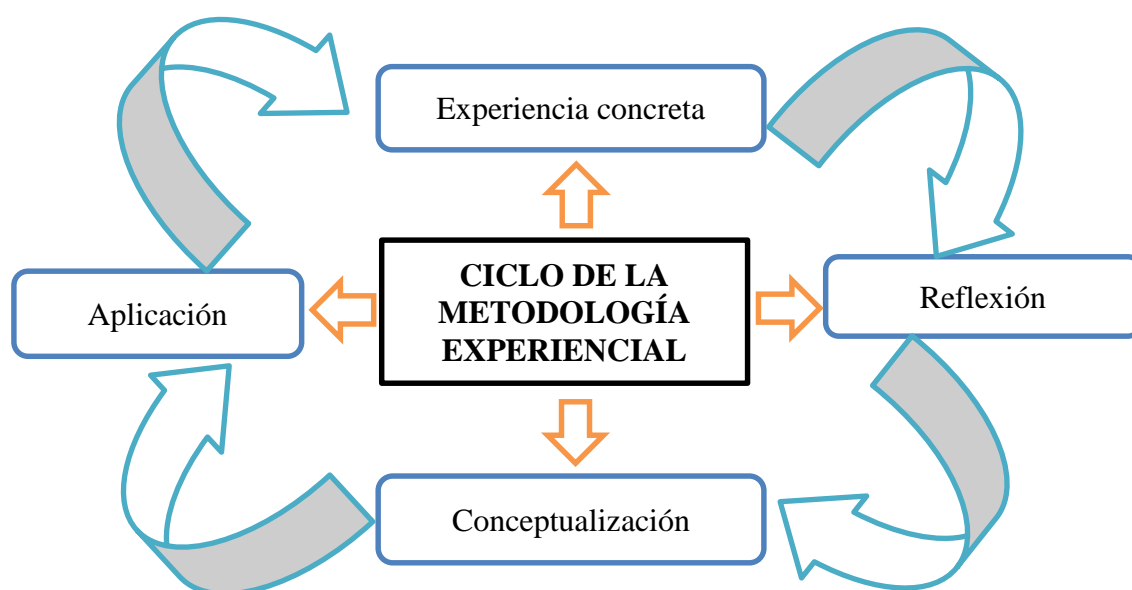 Experiencia concreta
CICLO DE LA
METODOLOGÍA
EXPERIENCIAL
Aplicación
Reflexión
Conceptualización